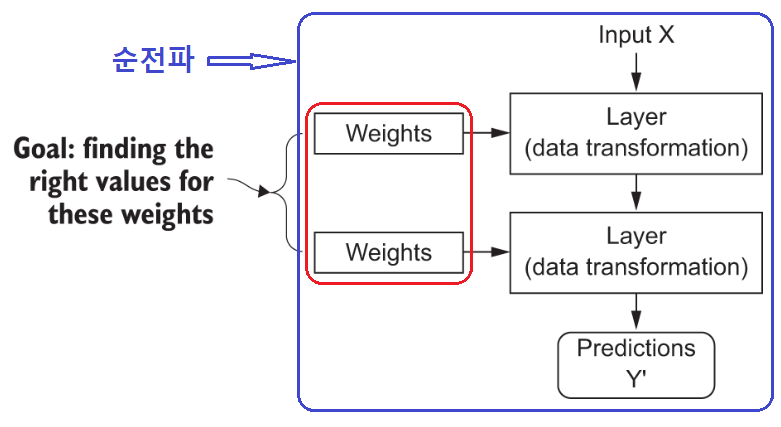 순전파
Input X
Layer
(data transformation)
Weights
Goal: finding the
right values for
these weights
Layer
(data transformation)
Weights
Predictions
Y'